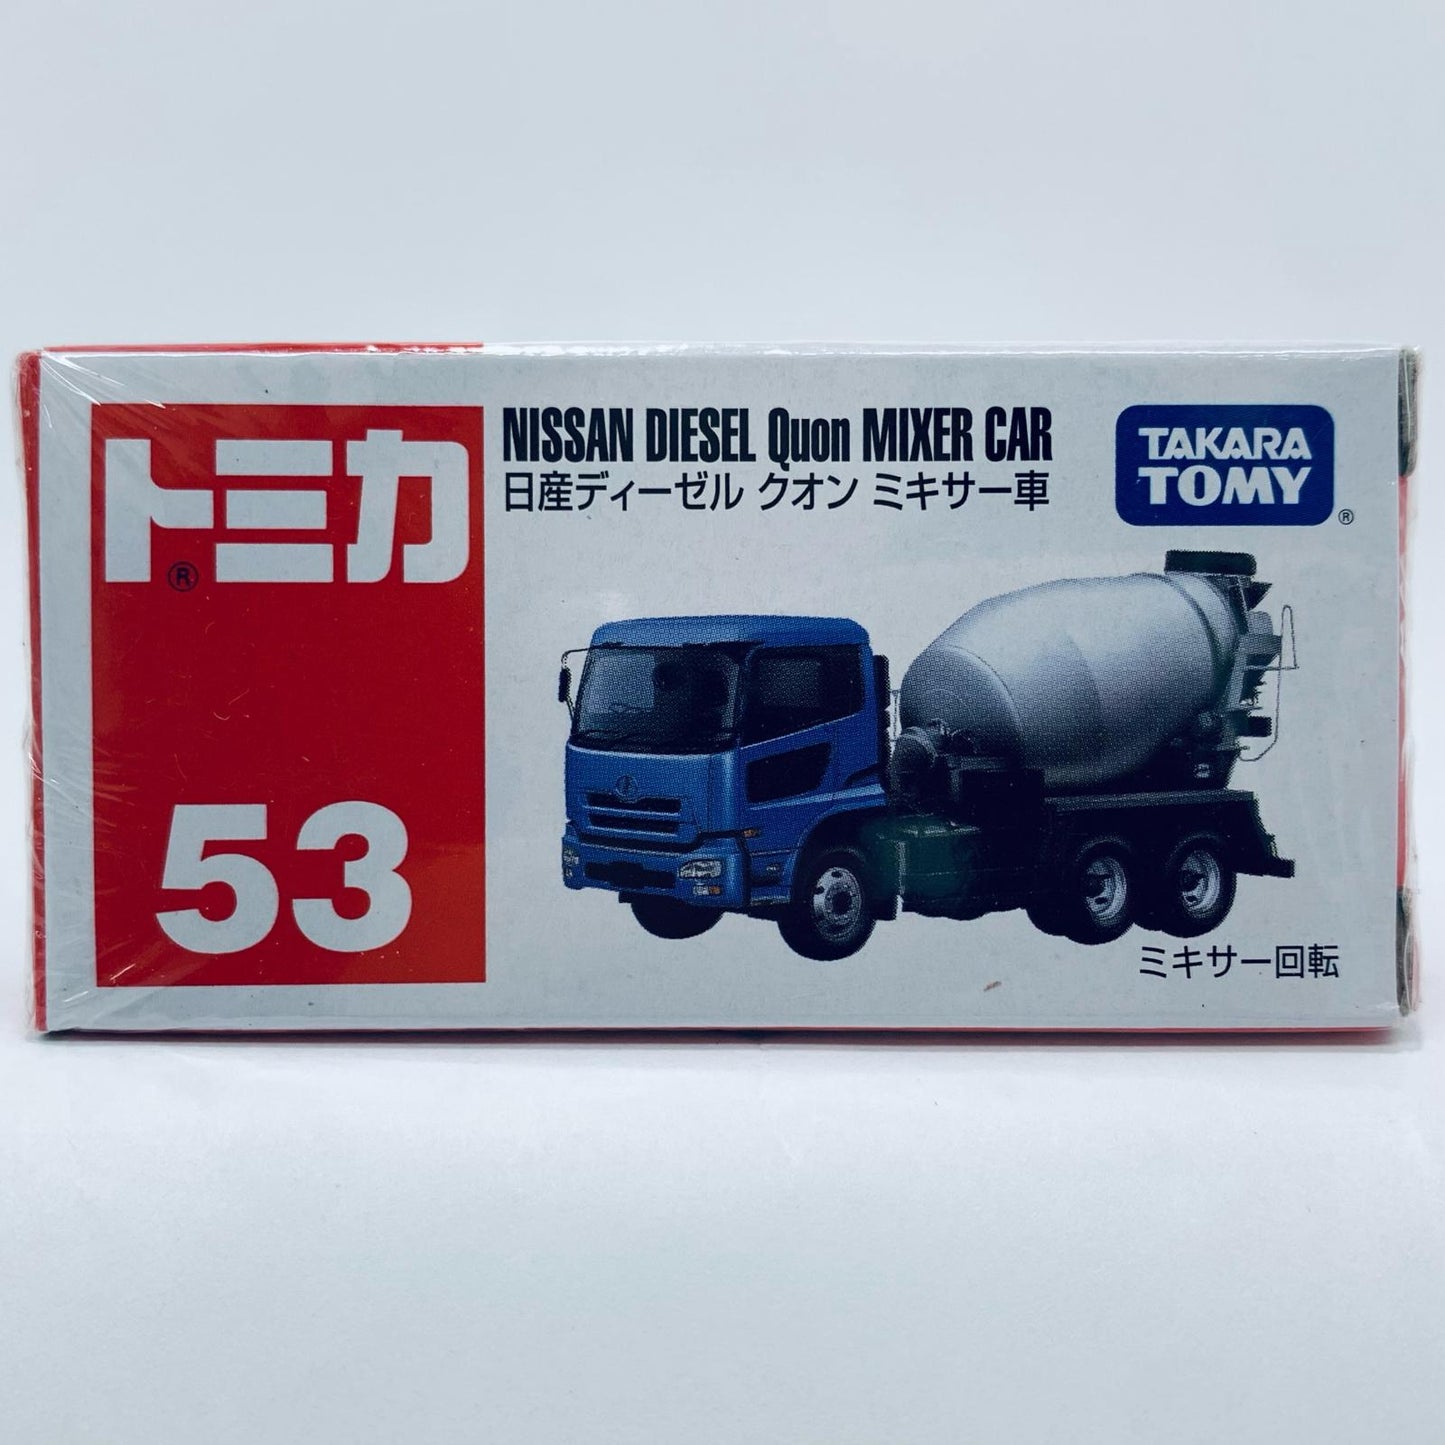 トミカ
®
53
NISSAN DIESEL Quon MIXER CAR
日産ディーゼル クオン ミキサー車
TAKARA
TOMY
®
ミキサー回転